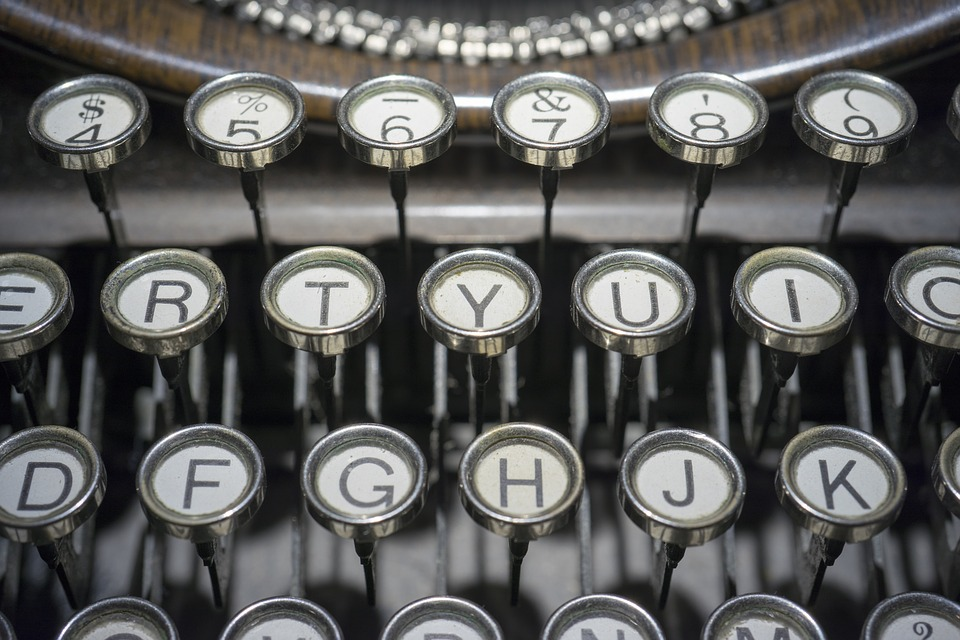 $ % _ & ' (
4 5 6 7 8 9
E R T Y U I O
D F G H J K
N M ?